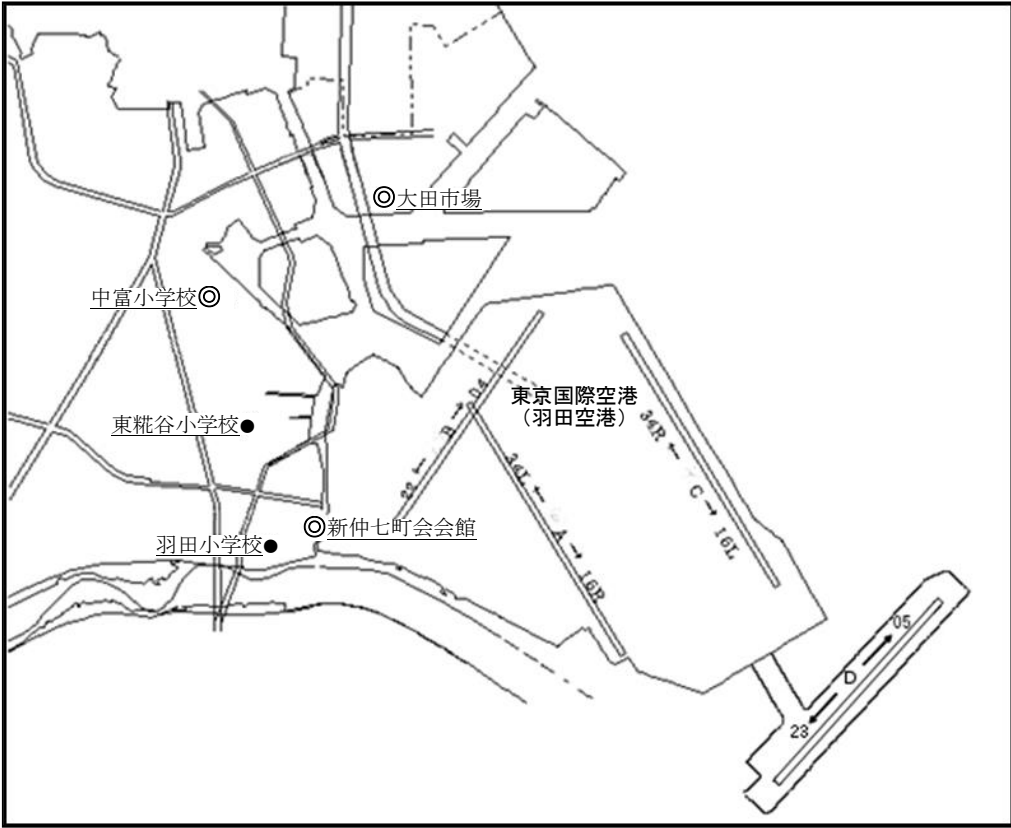 ◎大田市場
中富小学校◎
東京国際空港
(羽田空港)
東糀谷小学校●
22 ← B → 04
34R ← C → 16L
34L ← A → 16R
新仲七町会会館
羽田小学校●
05
D
23